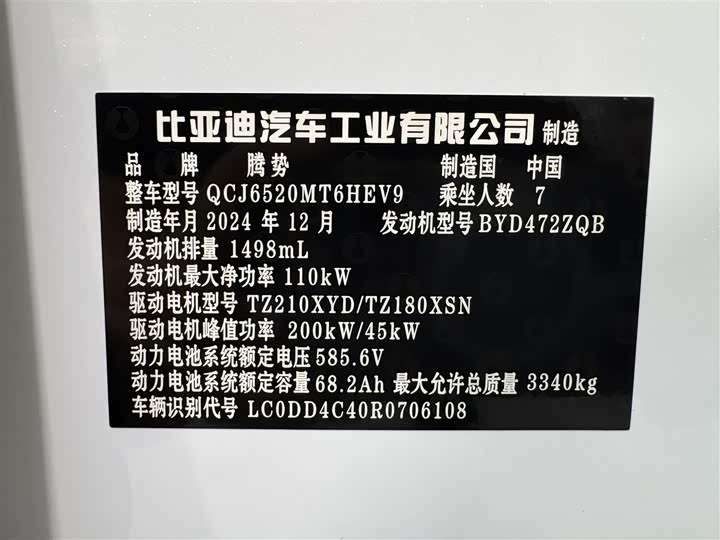 比亚迪汽车工业有限公司 制造
品 牌 腾势 制造国 中国
整车型号 QCJ6520MT6HEV9 乘坐人数 7
制造年月 2024 年 12 月 发动机型号 BYD472ZQB
发动机排量 1498mL
发动机最大净功率 110kW
驱动电机型号 TZ210XYD/TZ180XSN
驱动电机峰值功率 200kW/45kW
动力电池系统额定电压 585.6V
动力电池系统额定容量 68.2Ah 最大允许总质量 3340kg
车辆识别代号 LC0DD4C40R0706108